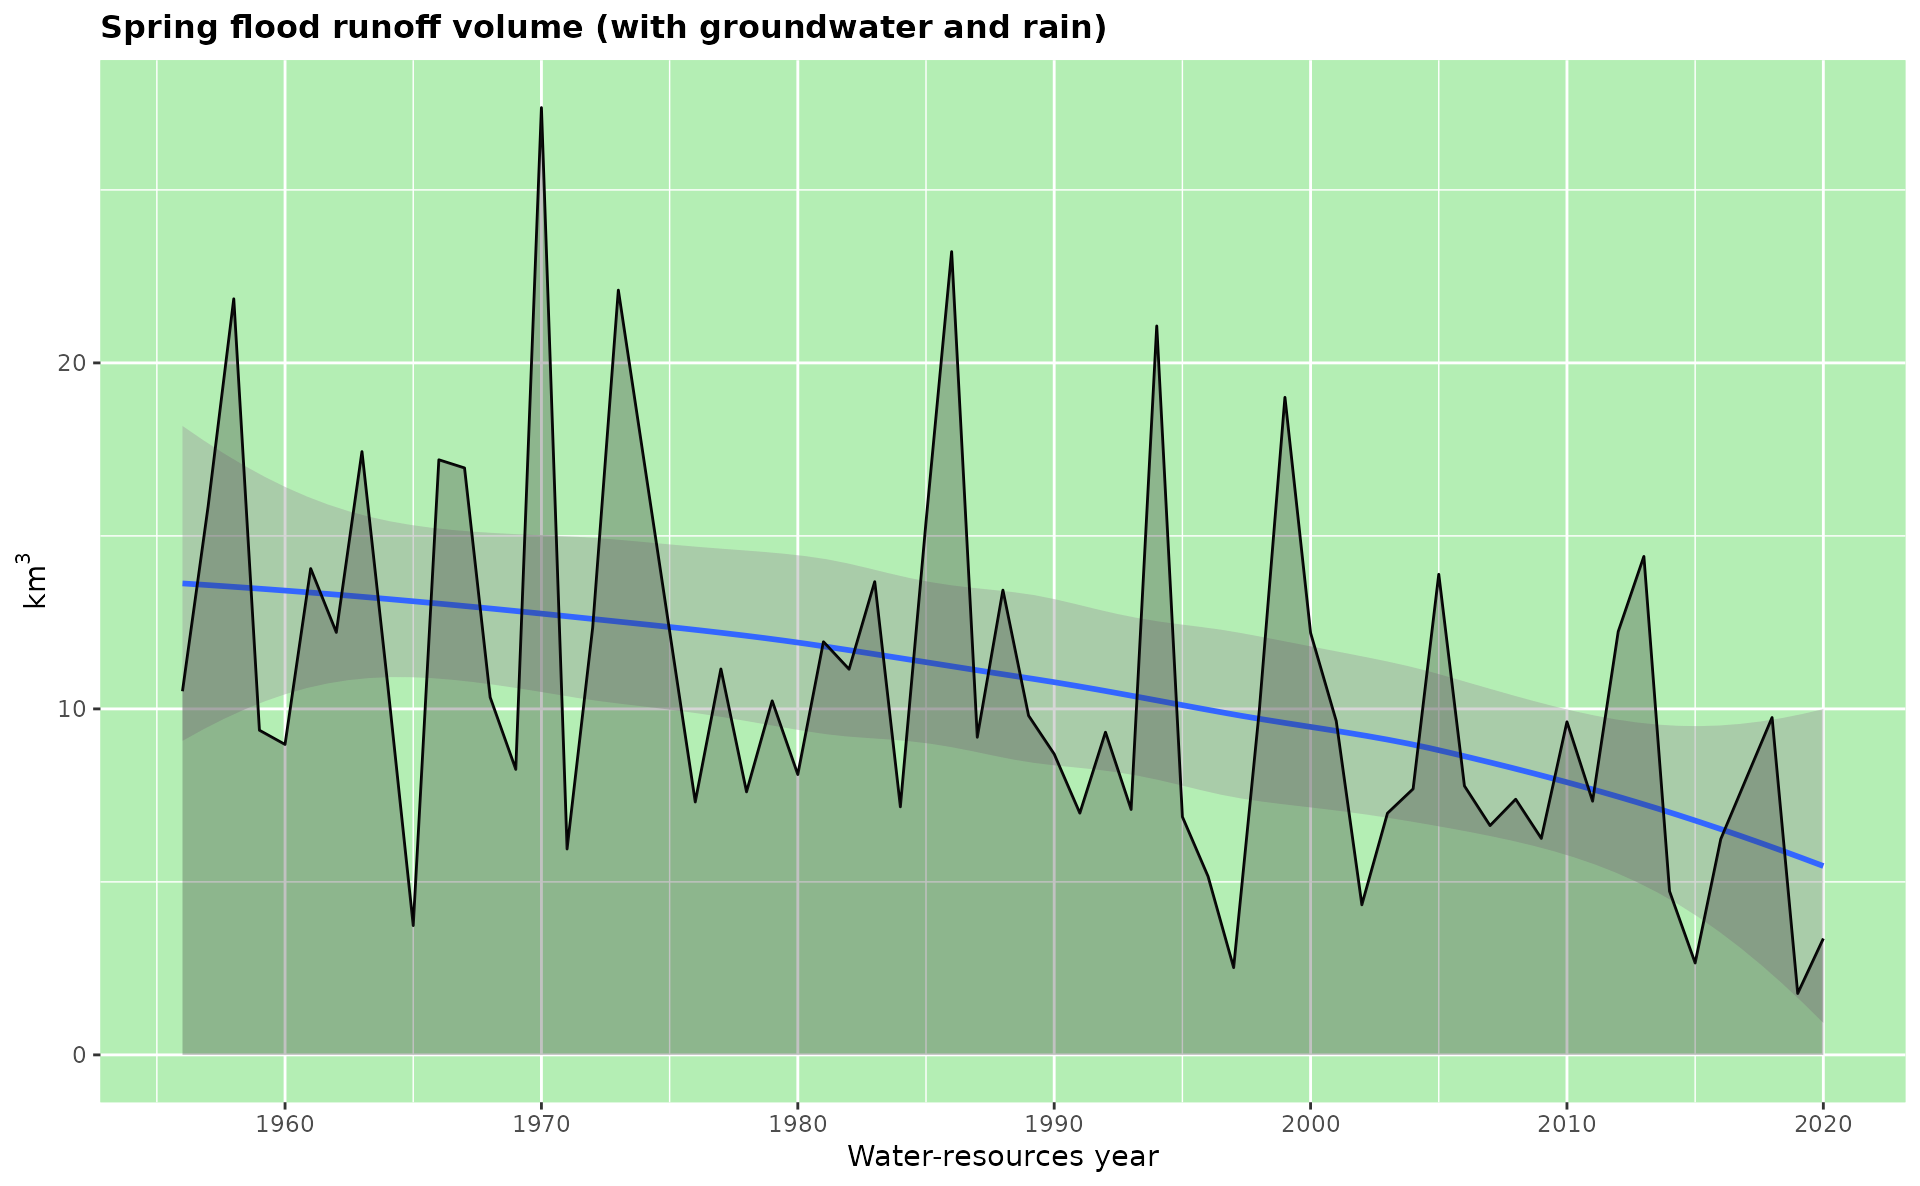 Spring flood runoff volume (with groundwater and rain)
km³
20
10
0
1960 1970 1980 1990 2000 2010 2020
Water-resources year